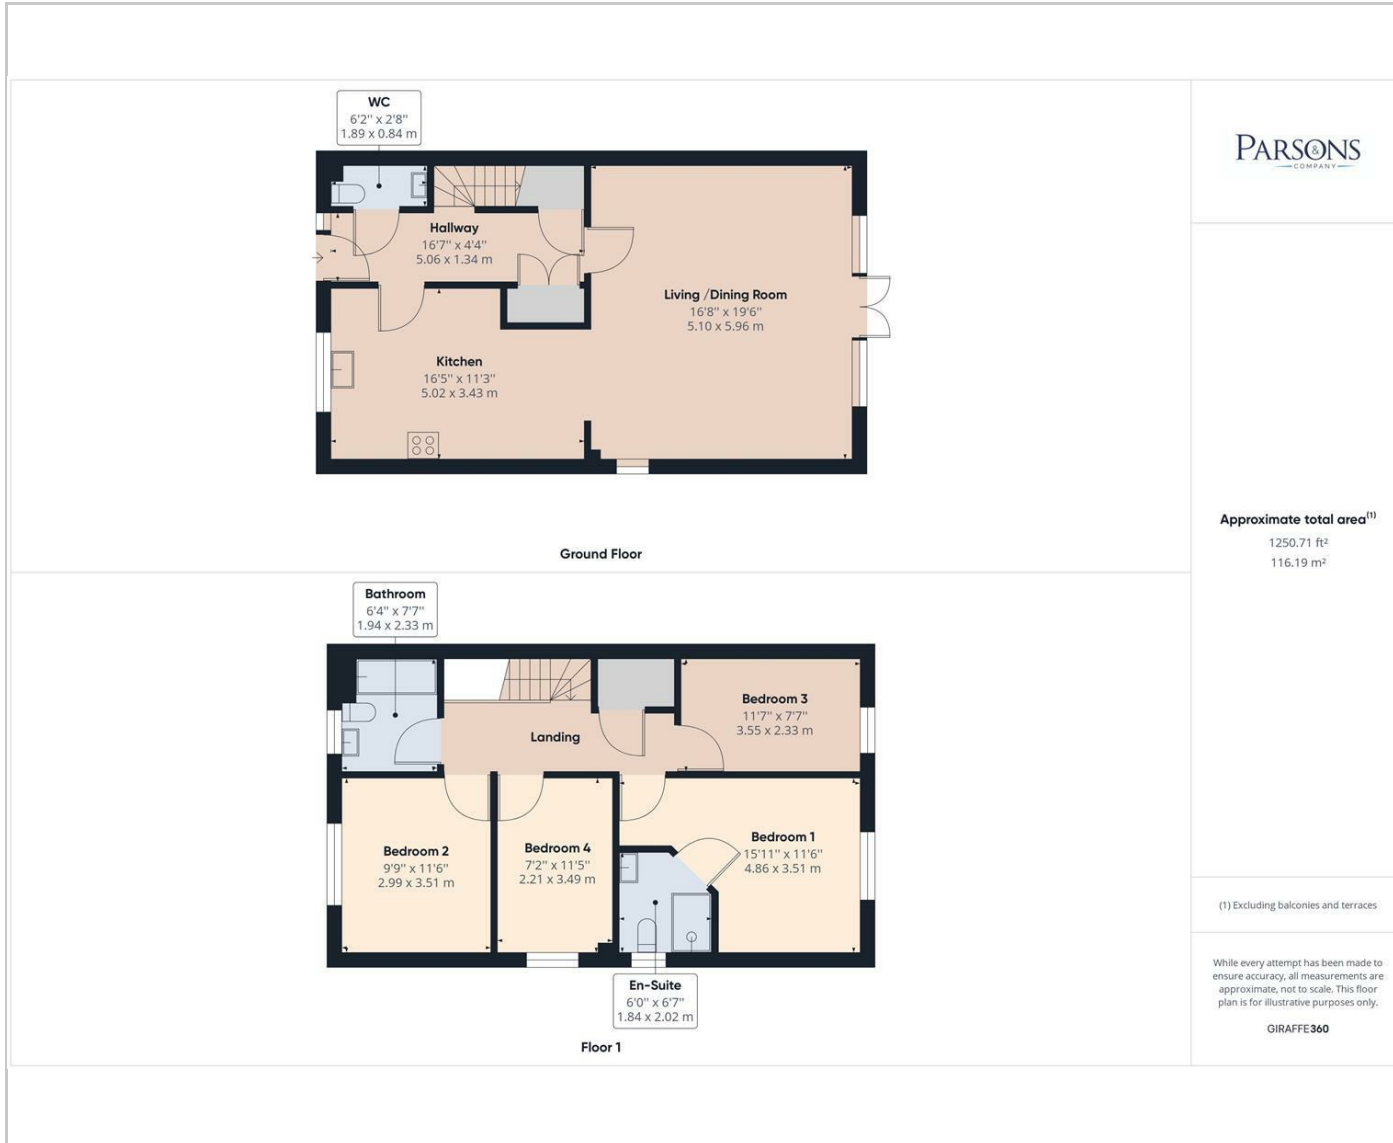 WC
6'2" x 2'8"
1.89 x 0.84 m
Hallway
16'7" x 4'4"
5.06 x 1.34 m
Living /Dining Room
16'8" x 19'6"
5.10 x 5.96 m
Kitchen
16'5" x 11'3"
5.02 x 3.43 m
Ground Floor
Bathroom
6'4" x 7'7"
1.94 x 2.33 m
Bedroom 3
11'7" x 7'7"
3.55 x 2.33 m
Landing
Bedroom 2
9'9" x 11'6"
2.99 x 3.51 m
Bedroom 4
7'2" x 11'5"
2.21 x 3.49 m
Bedroom 1
15'11" x 11'6"
4.86 x 3.51 m
En-Suite
6'0" x 6'7"
1.84 x 2.02 m
Floor 1
PARSONS &
COMPANY
Approximate total area(1)
1250.71 ft²
116.19 m²
(1) Excluding balconies and terraces
While every attempt has been made to
ensure accuracy, all measurements are
approximate, not to scale. This floor
plan is for illustrative purposes only.
GIRAFFE360